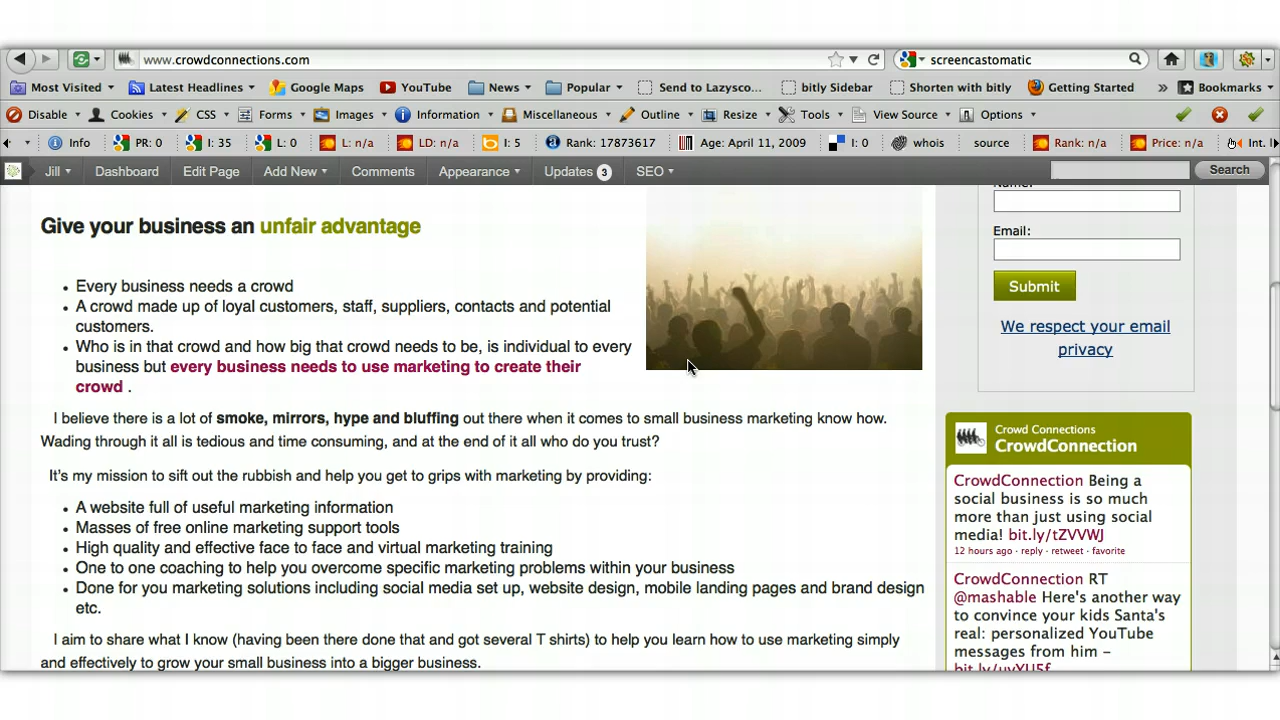 www.crowdconnections.com
screencastomatic
Most Visited Latest Headlines Google Maps YouTube News Popular Send to Lazysco... bitly Sidebar Shorten with bitly Getting Started » Bookmarks
Disable Cookies CSS Forms Images Information Miscellaneous Outline Resize Tools View Source Options
Info PR: 0 I: 35 L: 0 L: n/a LD: n/a I: 5 Rank: 17873617 Age: April 11, 2009 I: 0 whois source Rank: n/a Price: n/a Int. l
Jill Dashboard Edit Page Add New Comments Appearance Updates 3 SEO Search
Give your business an unfair advantage
• Every business needs a crowd
• A crowd made up of loyal customers, staff, suppliers, contacts and potential
customers.
• Who is in that crowd and how big that crowd needs to be, is individual to every
business but every business needs to use marketing to create their
crowd .
I believe there is a lot of smoke, mirrors, hype and bluffing out there when it comes to small business marketing know how.
Wading through it all is tedious and time consuming, and at the end of it all who do you trust?
It's my mission to sift out the rubbish and help you get to grips with marketing by providing:
• A website full of useful marketing information
• Masses of free online marketing support tools
• High quality and effective face to face and virtual marketing training
• One to one coaching to help you overcome specific marketing problems within your business
• Done for you marketing solutions including social media set up, website design, mobile landing pages and brand design
etc.
I aim to share what I know (having been there done that and got several T shirts) to help you learn how to use marketing simply
and effectively to grow your small business into a bigger business.
Name:
Email:
Submit
We respect your email
privacy
Crowd Connections
CrowdConnection
CrowdConnection Being a
social business is so much
more than just using social
media! bit.ly/tZVVWJ
12 hours ago · reply · retweet · favorite
CrowdConnection RT
@mashable Here's another way
to convince your kids Santa's
real: personalized YouTube
messages from him -